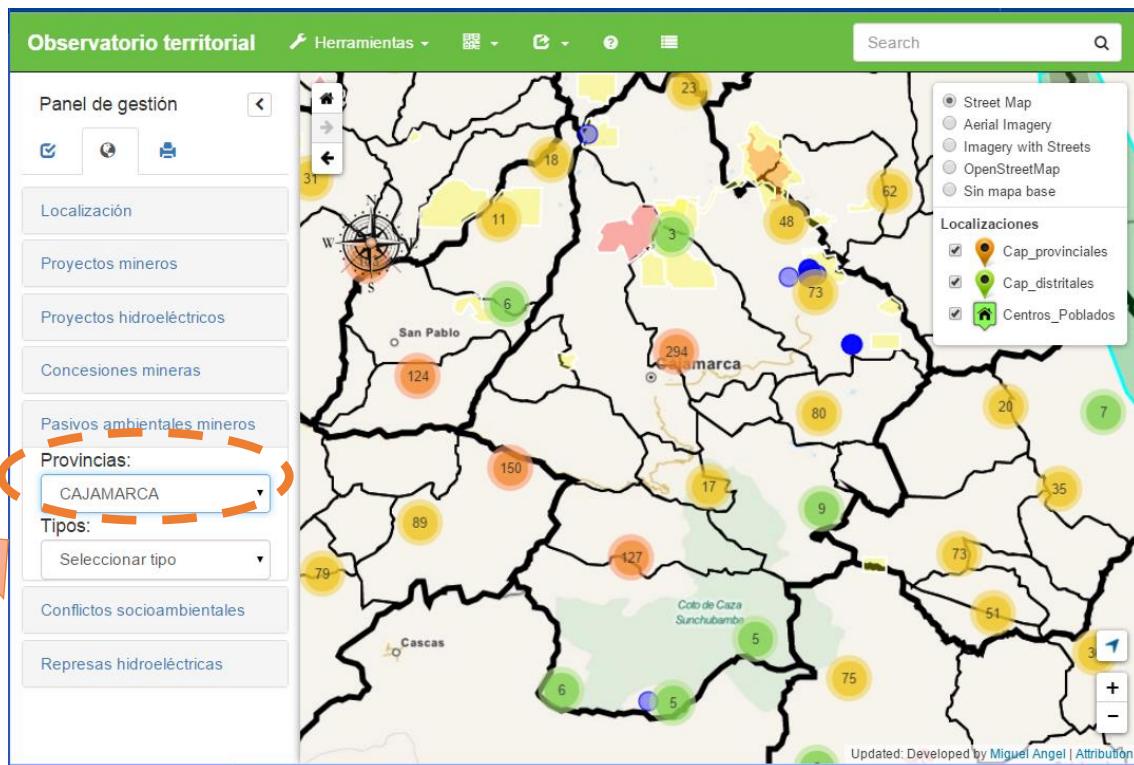 Observatorio territorial
Herramientas
Search
Panel de gestión
Localización
Proyectos mineros
Proyectos hidroeléctricos
Concesiones mineras
Pasivos ambientales mineros
Provincias:
CAJAMARCA
Tipos:
Seleccionar tipo
Conflictos socioambientales
Represas hidroeléctricas
23
18
31
11
62
48
3
N
W
S
73
6
San Pablo
294
Cajamarca
124
80
20
7
150
17
35
89
9
127
73
79
Coto de Caza
Sunchubamba
51
5
Cascas
75
6
5
Street Map
Aerial Imagery
Imagery with Streets
OpenStreetMap
Sin mapa base
Localizaciones
Cap_provinciales
Cap_distritales
Centros_Poblados
+
−
Updated: Developed by Miguel Angel | Attribution